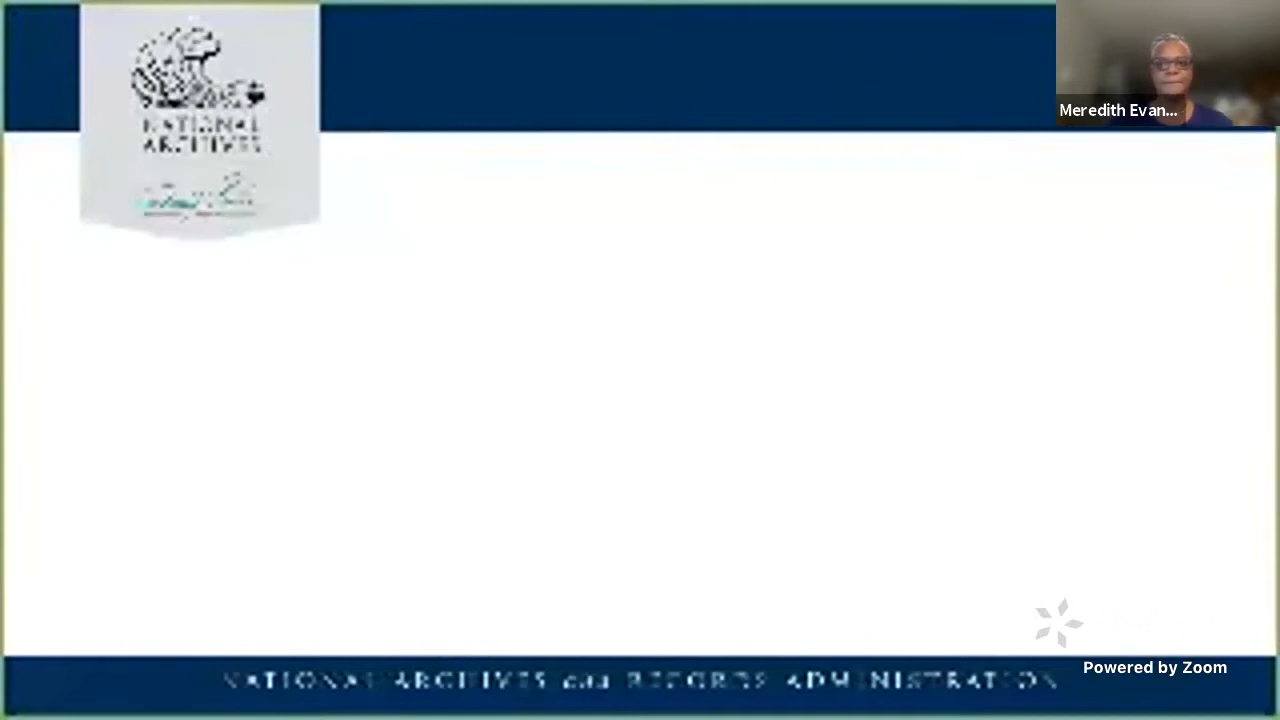 NATIONAL
ARCHIVES
Meredith Evan...
Powered by Zoom
NATIONAL ARCHIVES and RECORDS ADMINISTRATION